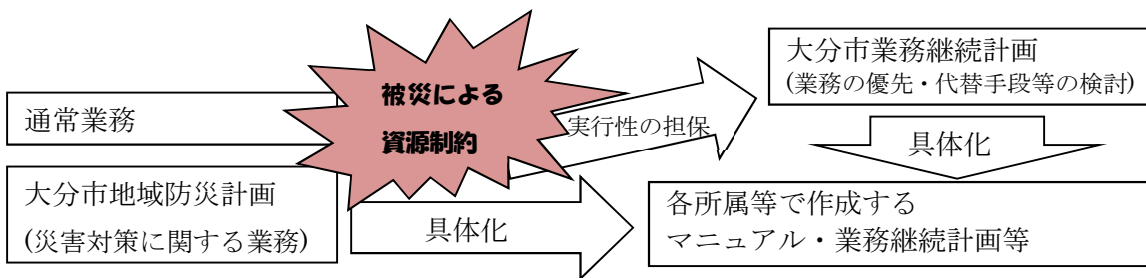 通常業務
大分市地域防災計画
(災害対策に関する業務)
被災による
資源制約
実行性の担保
具体化
大分市業務継続計画
(業務の優先・代替手段等の検討)
具体化
各所属等で作成する
マニュアル・業務継続計画等